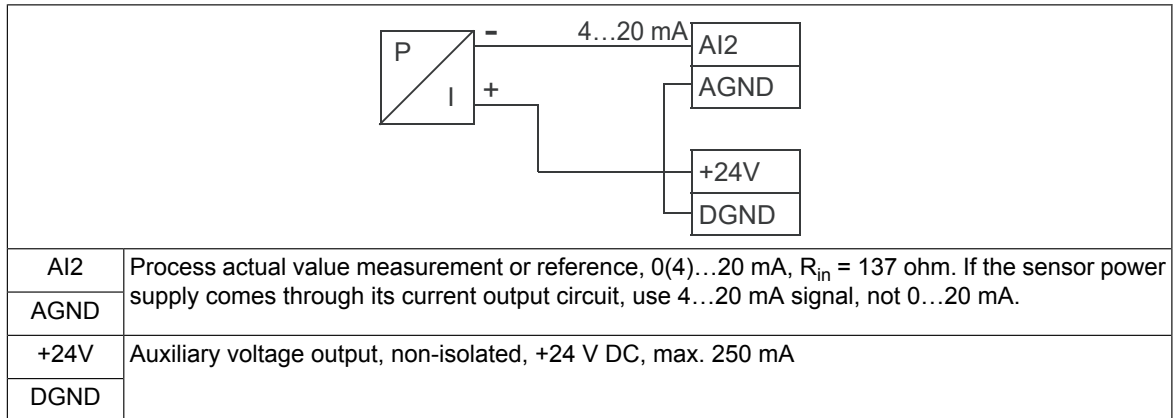 P
I
-
+
4…20 mA
AI2
AGND
+24V
DGND
AI2
AGND
Process actual value measurement or reference, 0(4)…20 mA, Rin = 137 ohm. If the sensor power
supply comes through its current output circuit, use 4…20 mA signal, not 0…20 mA.
+24V
DGND
Auxiliary voltage output, non-isolated, +24 V DC, max. 250 mA